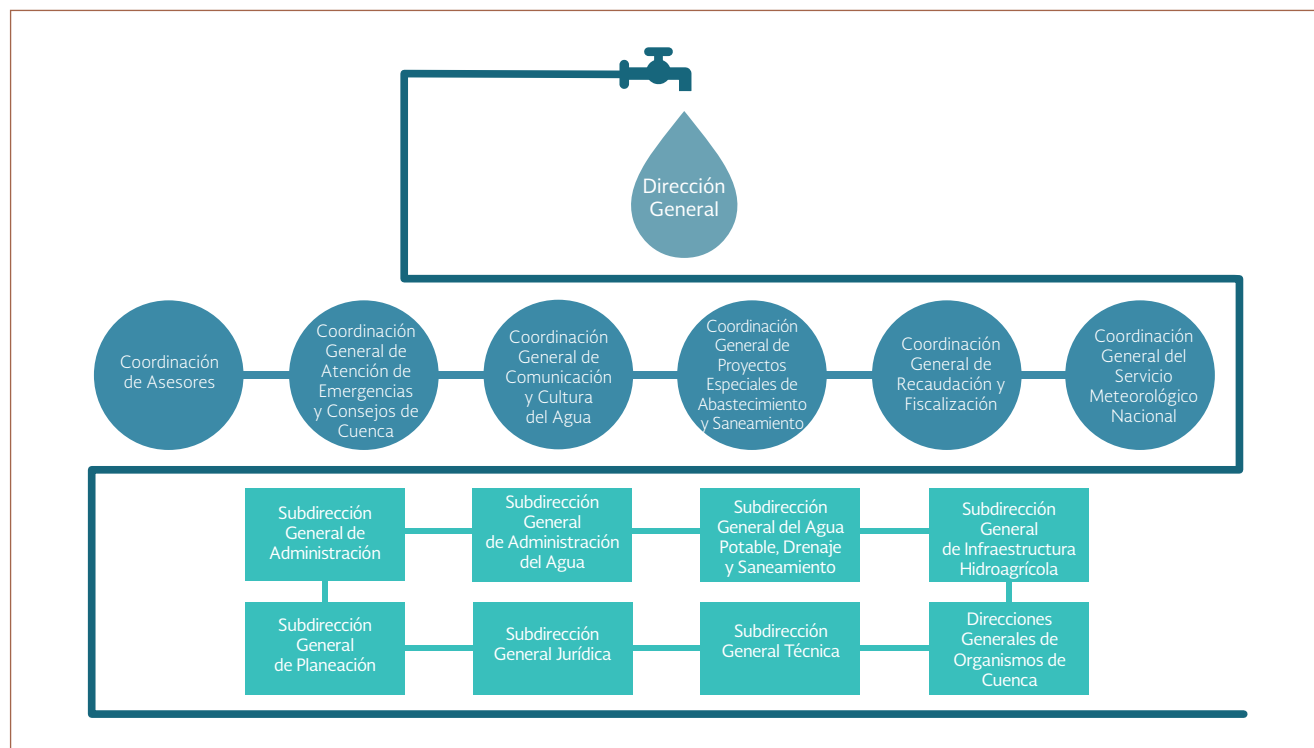 Dirección
General
Coordinación
de Asesores
Coordinación
General de
Atención de
Emergencias
y Consejos de
Cuenca
Coordinación
General de
Comunicación
y Cultura
del Agua
Coordinación
General de
Proyectos
Especiales de
Abastecimiento
y Saneamiento
Coordinación
General de
Recaudación y
Fiscalización
Coordinación
General del
Servicio
Meteorológico
Nacional
Subdirección
General de
Administración
Subdirección
General
de Administración
del Agua
Subdirección
General del Agua
Potable, Drenaje
y Saneamiento
Subdirección
General
de Infraestructura
Hidroagrícola
Subdirección
General
de Planeación
Subdirección
General Jurídica
Subdirección
General Técnica
Direcciones
Generales de
Organismos de
Cuenca